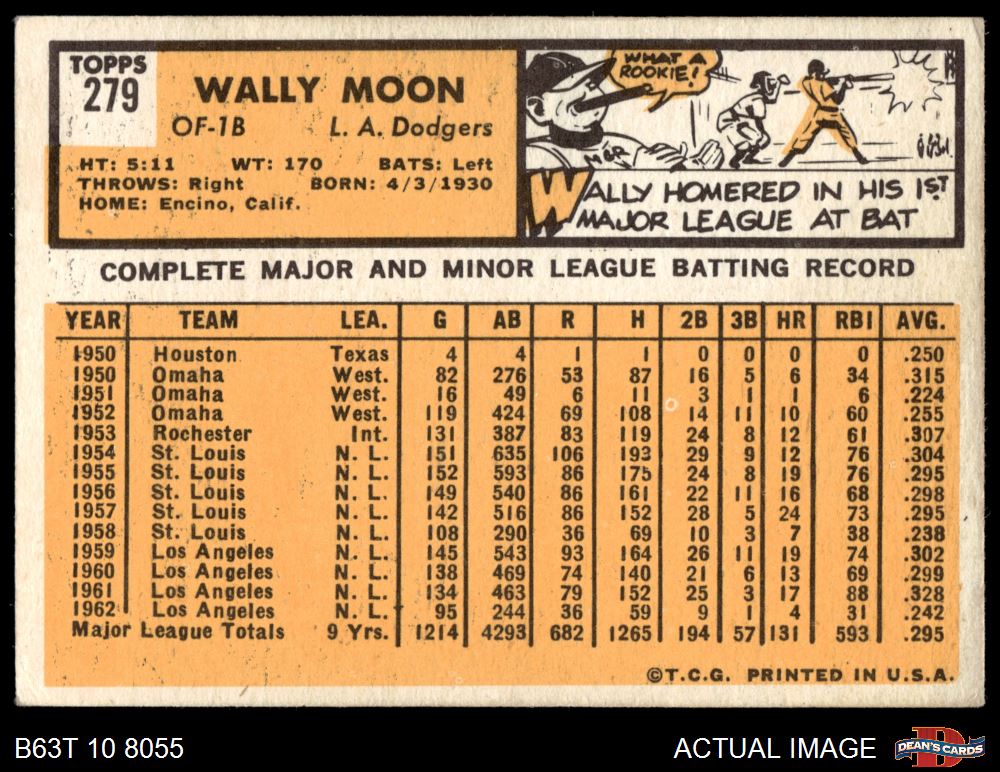 TOPPS
279
WALLY MOON
OF-1B L. A. Dodgers
HT: 5:11 WT: 170 BATS: Left
THROWS: Right BORN: 4/3/1930
HOME: Encino, Calif.
WHAT A
ROOKIE!
MGR
WALLY HOMERED IN HIS 1ST
MAJOR LEAGUE AT BAT
COMPLETE MAJOR AND MINOR LEAGUE BATTING RECORD
YEAR TEAM LEA. G AB R H 2B 3B HR RBI AVG.
1950 Houston Texas 4 4 1 1 0 0 0 0 .250
1950 Omaha West. 82 276 53 87 16 5 6 34 .315
1951 Omaha West. 16 49 6 11 3 1 1 6 .224
1952 Omaha West. 119 424 69 108 14 11 10 60 .255
1953 Rochester Int. 131 387 83 119 24 8 12 61 .307
1954 St. Louis N. L. 151 635 106 193 29 9 12 76 .304
1955 St. Louis N. L. 152 593 86 175 24 8 19 76 .295
1956 St. Louis N. L. 149 540 86 161 22 11 16 68 .298
1957 St. Louis N. L. 142 516 86 152 28 5 24 73 .295
1958 St. Louis N. L. 108 290 36 69 10 3 7 38 .238
1959 Los Angeles N. L. 145 543 93 164 26 11 19 74 .302
1960 Los Angeles N. L. 138 469 74 140 21 6 13 69 .299
1961 Los Angeles N. L. 134 463 79 152 25 3 17 88 .328
1962 Los Angeles N. L. 95 244 36 59 9 1 4 31 .242
Major League Totals 9 Yrs. 1214 4293 682 1265 194 57 131 593 .295
©T.C.G. PRINTED IN U.S.A.
B63T 10 8055 ACTUAL IMAGE DEAN'S CARDS